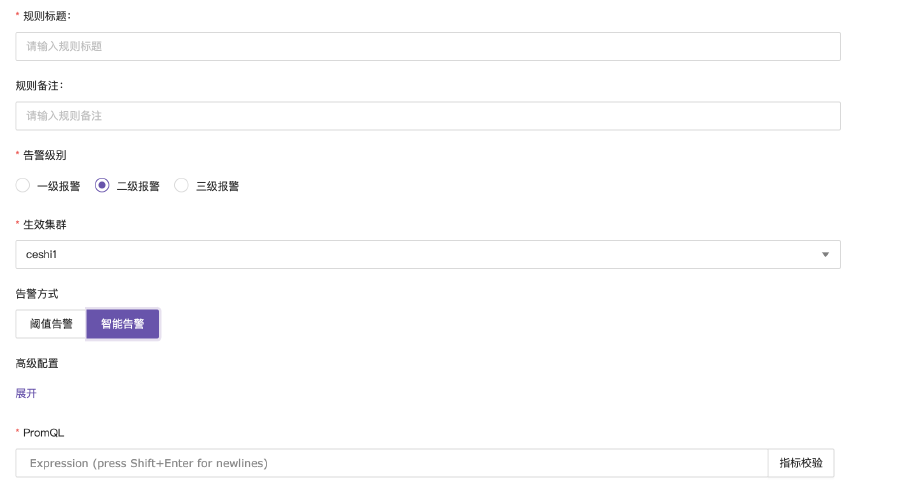 * 规则标题：
请输入规则标题
规则备注：
请输入规则备注
* 告警级别
一级报警 二级报警 三级报警
* 生效集群
ceshi1
告警方式
阈值告警 智能告警
高级配置
展开
* PromQL
Expression (press Shift+Enter for newlines) 指标校验